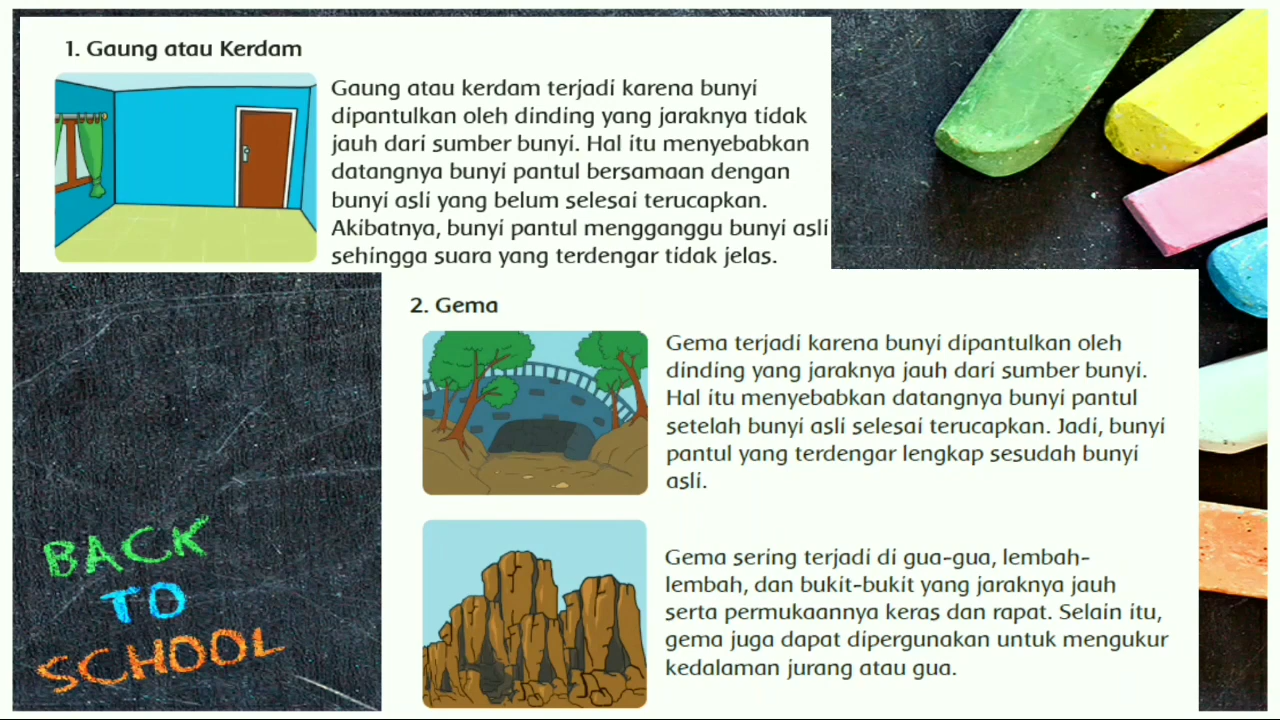 1. Gaung atau Kerdam
Gaung atau kerdam terjadi karena bunyi
dipantulkan oleh dinding yang jaraknya tidak
jauh dari sumber bunyi. Hal itu menyebabkan
datangnya bunyi pantul bersamaan dengan
bunyi asli yang belum selesai terucapkan.
Akibatnya, bunyi pantul mengganggu bunyi asli
sehingga suara yang terdengar tidak jelas.
2. Gema
Gema terjadi karena bunyi dipantulkan oleh
dinding yang jaraknya jauh dari sumber bunyi.
Hal itu menyebabkan datangnya bunyi pantul
setelah bunyi asli selesai terucapkan. Jadi, bunyi
pantul yang terdengar lengkap sesudah bunyi
asli.
Gema sering terjadi di gua-gua, lembah-
lembah, dan bukit-bukit yang jaraknya jauh
serta permukaannya keras dan rapat. Selain itu,
gema juga dapat dipergunakan untuk mengukur
kedalaman jurang atau gua.
BACK
TO
SCHOOL